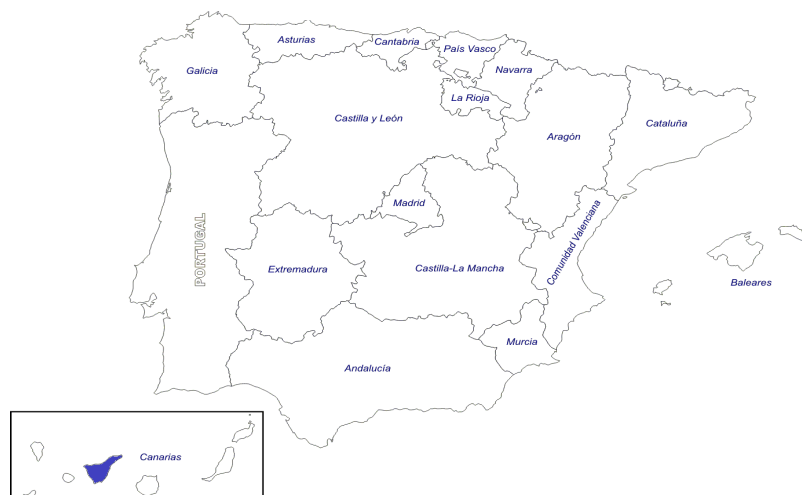 Asturias
Cantabria
País Vasco
Galicia
Navarra
La Rioja
Castilla y León
Cataluña
Aragón
Madrid
Comunidad Valenciana
PORTUGAL
Extremadura
Castilla-La Mancha
Baleares
Murcia
Andalucía
Canarias